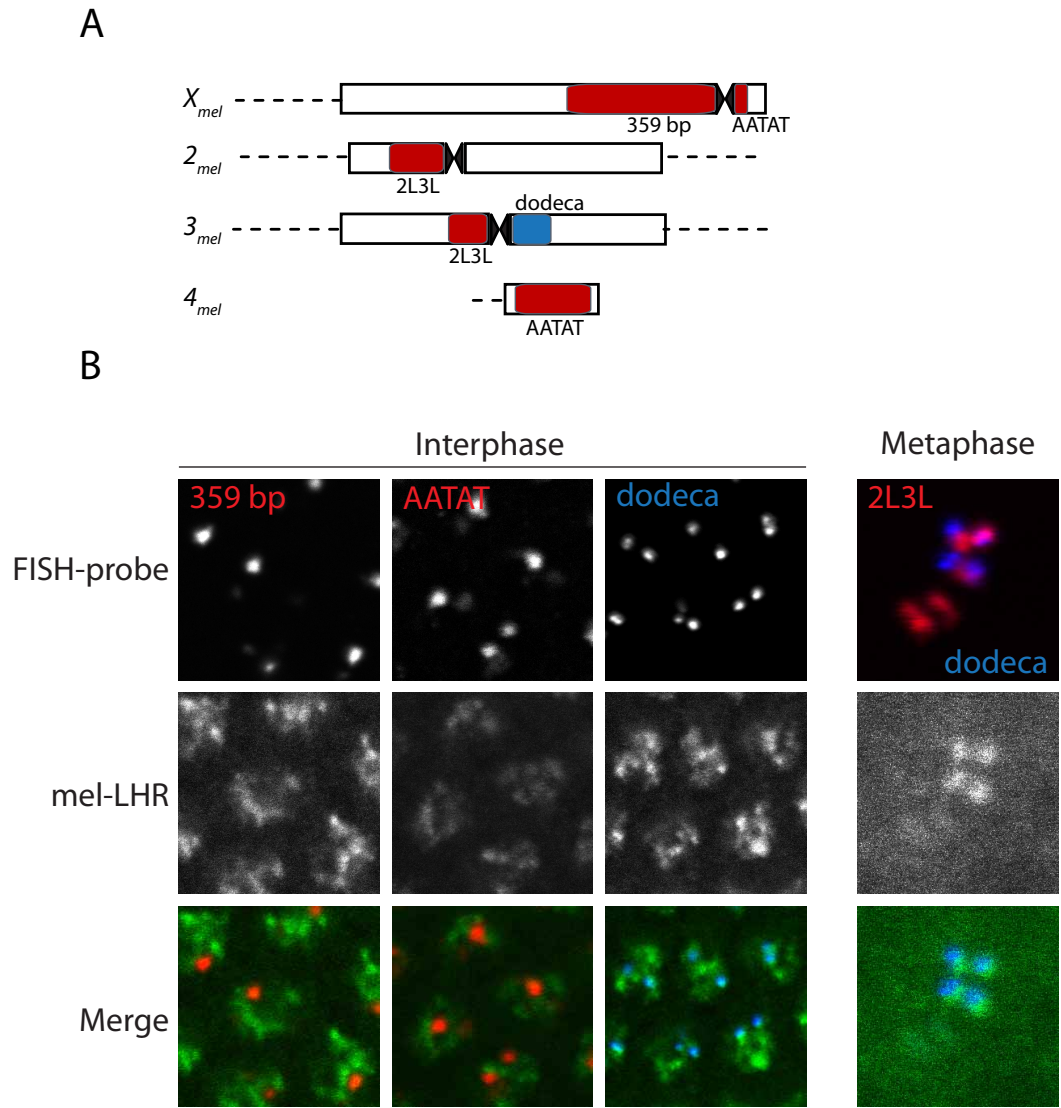 A
X mel
359 bp
AATAT
2 mel
2L3L
dodeca
3 mel
2L3L
4 mel
AATAT
B
Interphase
Metaphase
359 bp
AATAT
dodeca
2L3L
FISH-probe
dodeca
mel-LHR
Merge